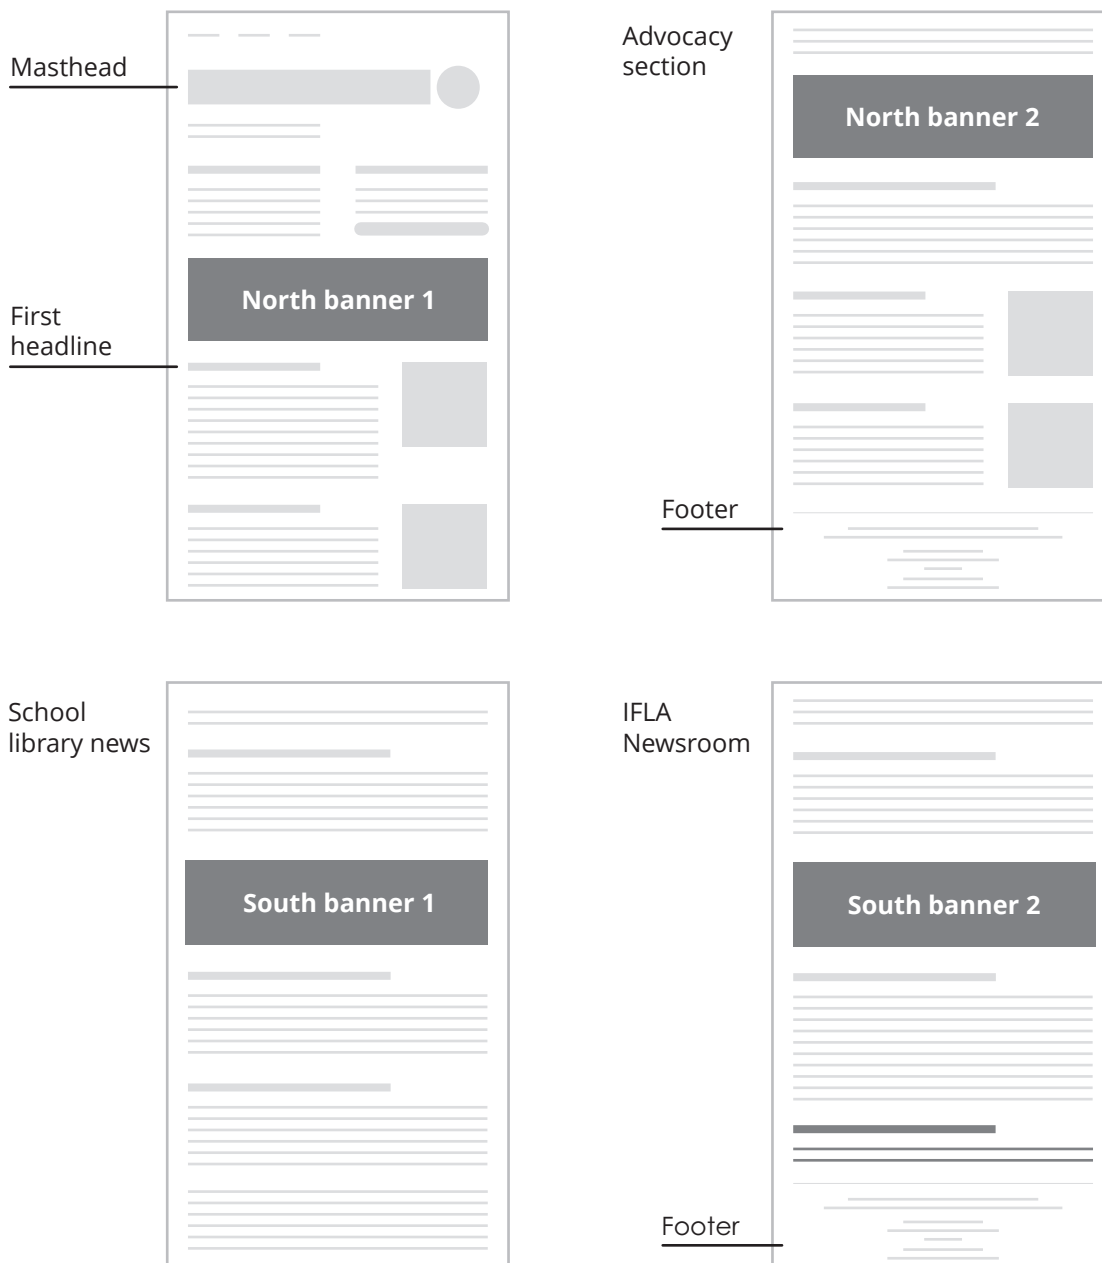 Masthead
North banner 1
First
headline
Advocacy
section
North banner 2
Footer
School
library news
South banner 1
IFLA
Newsroom
South banner 2
Footer